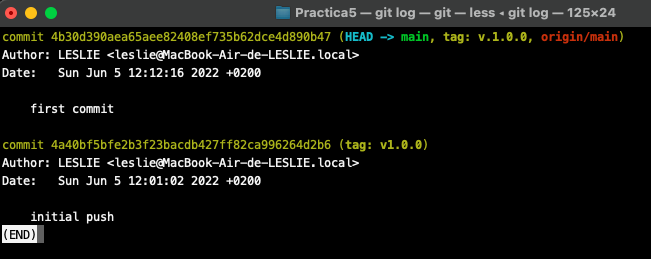 Practica5 — git log — git — less ◂ git log — 125×24
commit 4b30d390aea65aee82408ef735b62dce4d890b47 (HEAD -> main, tag: v.1.0.0, origin/main)
Author: LESLIE <leslie@MacBook-Air-de-LESLIE.local>
Date:   Sun Jun 5 12:12:16 2022 +0200
first commit
commit 4a40bf5bfe2b3f23bacdb427ff82ca996264d2b6 (tag: v1.0.0)
Author: LESLIE <leslie@MacBook-Air-de-LESLIE.local>
Date:   Sun Jun 5 12:01:02 2022 +0200
initial push
(END)